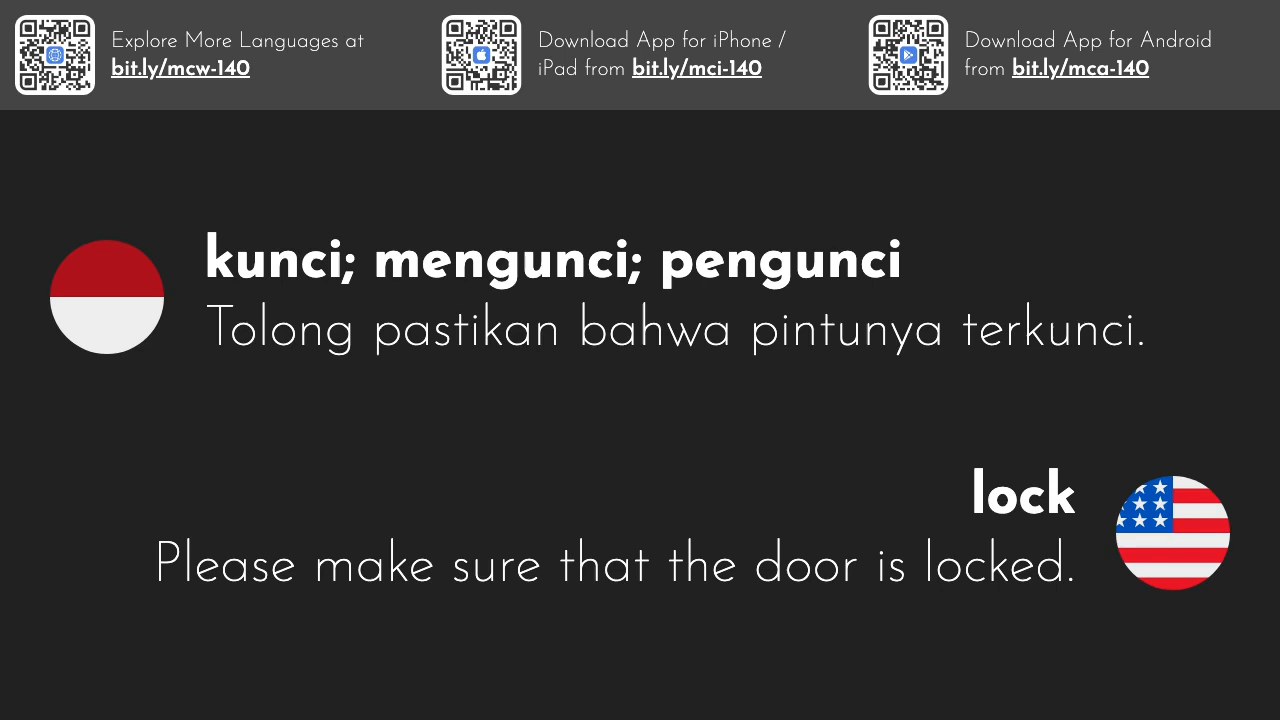 Explore More Languages at
bit.ly/mcw-140
Download App for iPhone /
iPad from bit.ly/mci-140
Download App for Android
from bit.ly/mca-140
kunci; mengunci; pengunci
Tolong pastikan bahwa pintunya terkunci.
lock
Please make sure that the door is locked.